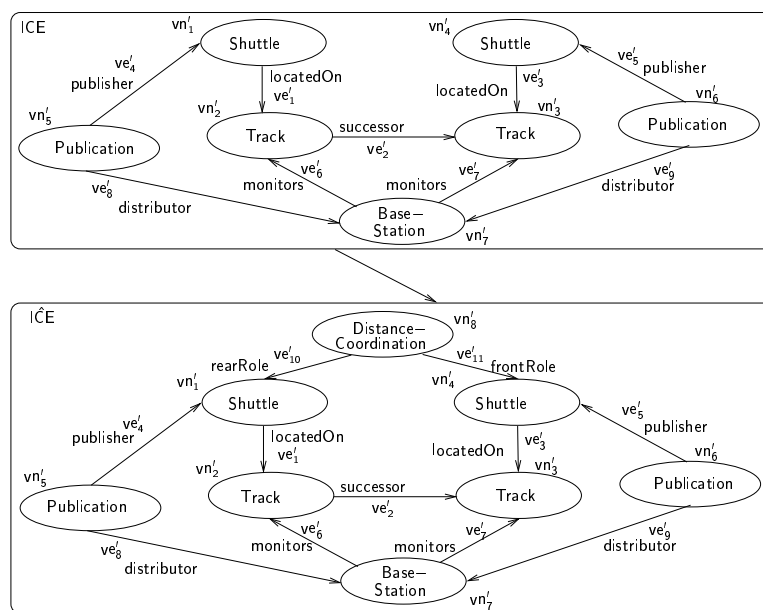 ICE
vn′1
Shuttle
vn′4
Shuttle
ve′4
publisher
ve′5
publisher
locatedOn
ve′1
ve′3
locatedOn
vn′5
Publication
vn′2
Track
successor
ve′2
vn′3
Track
vn′6
Publication
ve′6
monitors
ve′7
monitors
ve′8
distributor
ve′9
distributor
Base−
Station
vn′7
IĈE
Distance−
Coordination
vn′8
rearRole
ve′10
ve′11
frontRole
vn′1
Shuttle
vn′4
Shuttle
ve′4
publisher
ve′5
publisher
locatedOn
ve′1
ve′3
locatedOn
vn′5
Publication
vn′2
Track
successor
ve′2
vn′3
Track
vn′6
Publication
ve′6
monitors
ve′7
monitors
ve′8
distributor
ve′9
distributor
Base−
Station
vn′7